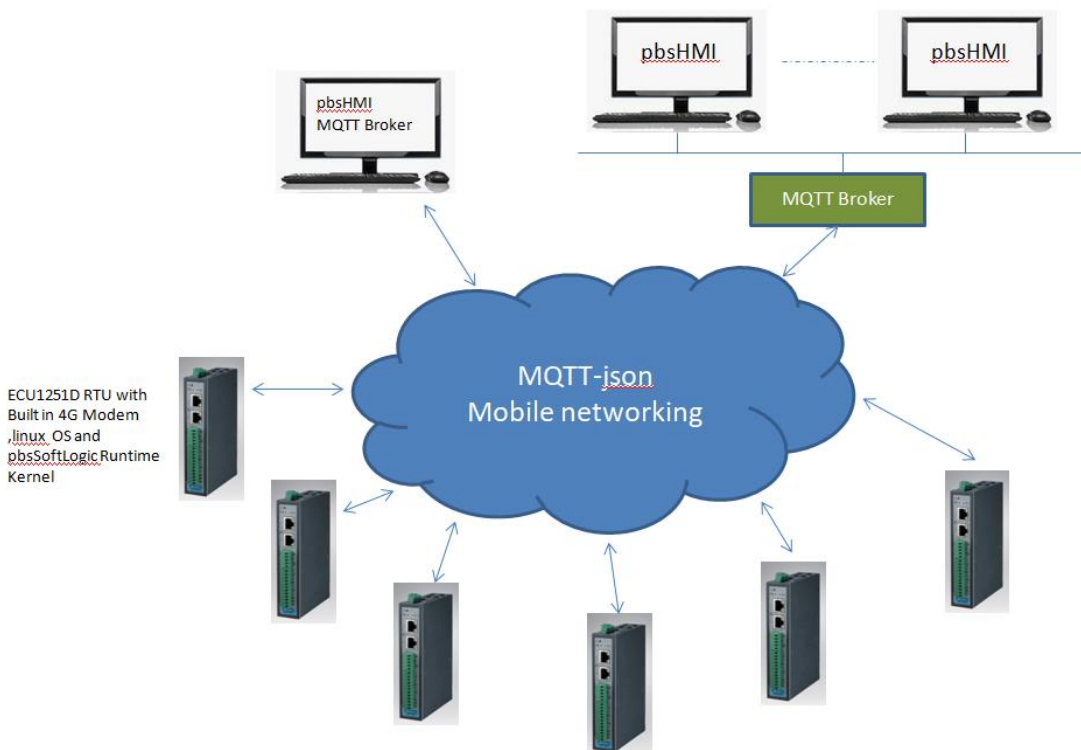 pbsHMI
pbsHMI
pbsHMI
MQTT Broker
MQTT Broker
MQTT-json
Mobile networking
ECU1251D RTU with
Built in 4G Modem
,linux OS and
pbsSoftLogic Runtime
Kernel